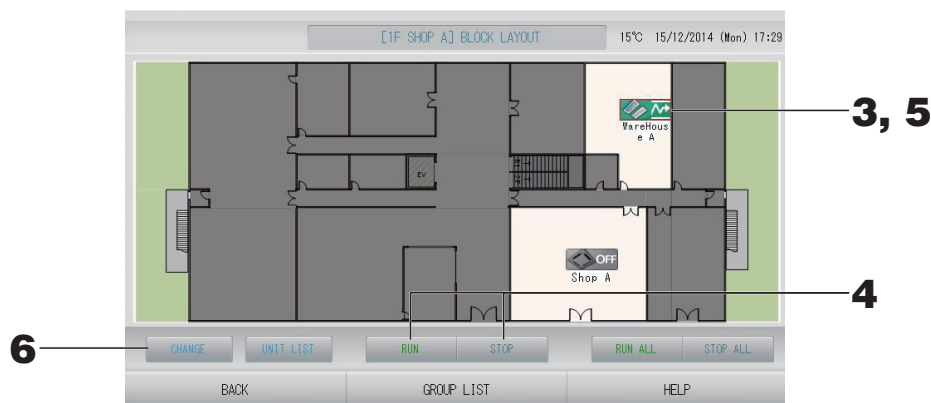 [1F SHOP A] BLOCK LAYOUT
15℃ 15/12/2014 (Mon) 17:29
3, 5
WareHous
e A
EV
OFF
Shop A
4
6
CHANGE
UNIT LIST
RUN
STOP
RUN ALL
STOP ALL
BACK
GROUP LIST
HELP